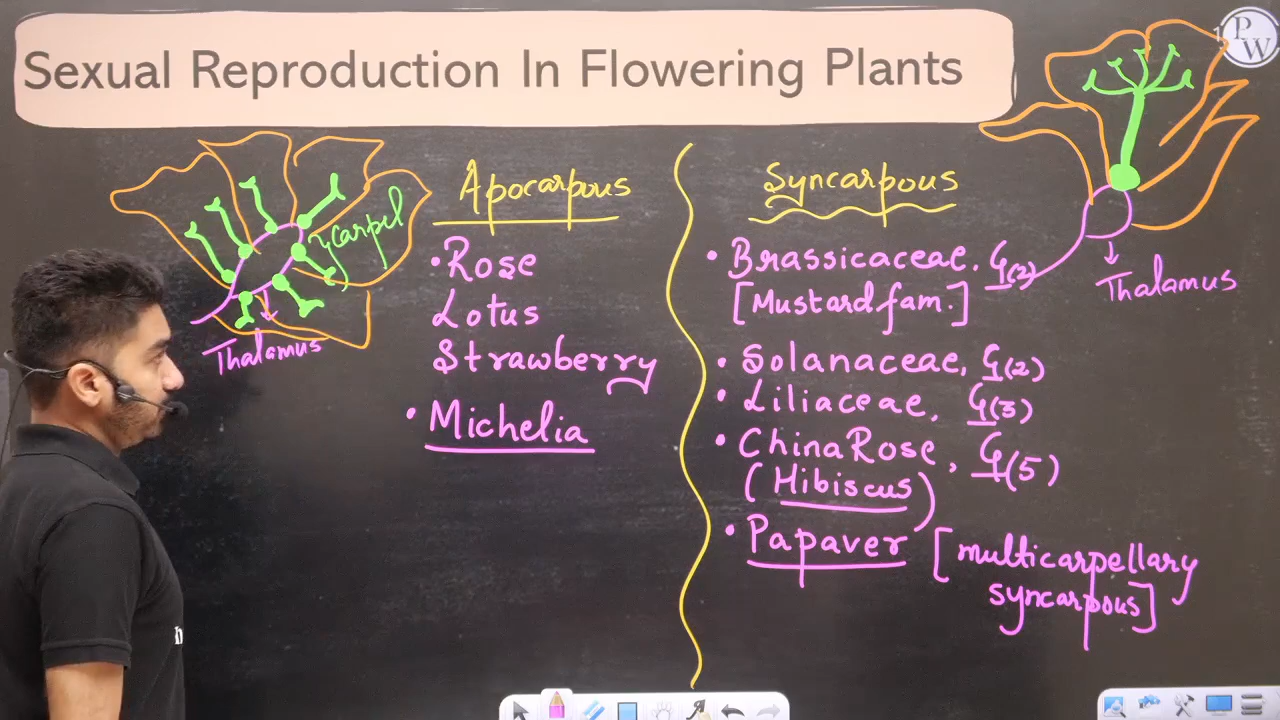 Sexual Reproduction In Flowering Plants
PW
carpel
Thalamus
Apocarpous
• Rose
Lotus
Strawberry
• Michelia
Syncarpous
• Brassicaceae, G(2)
[Mustard fam.]
• Solanaceae, G(2)
• Liliaceae, G(3)
• China Rose, G(5)
(Hibiscus)
• Papaver [multicarpellary
syncarpous]
Thalamus